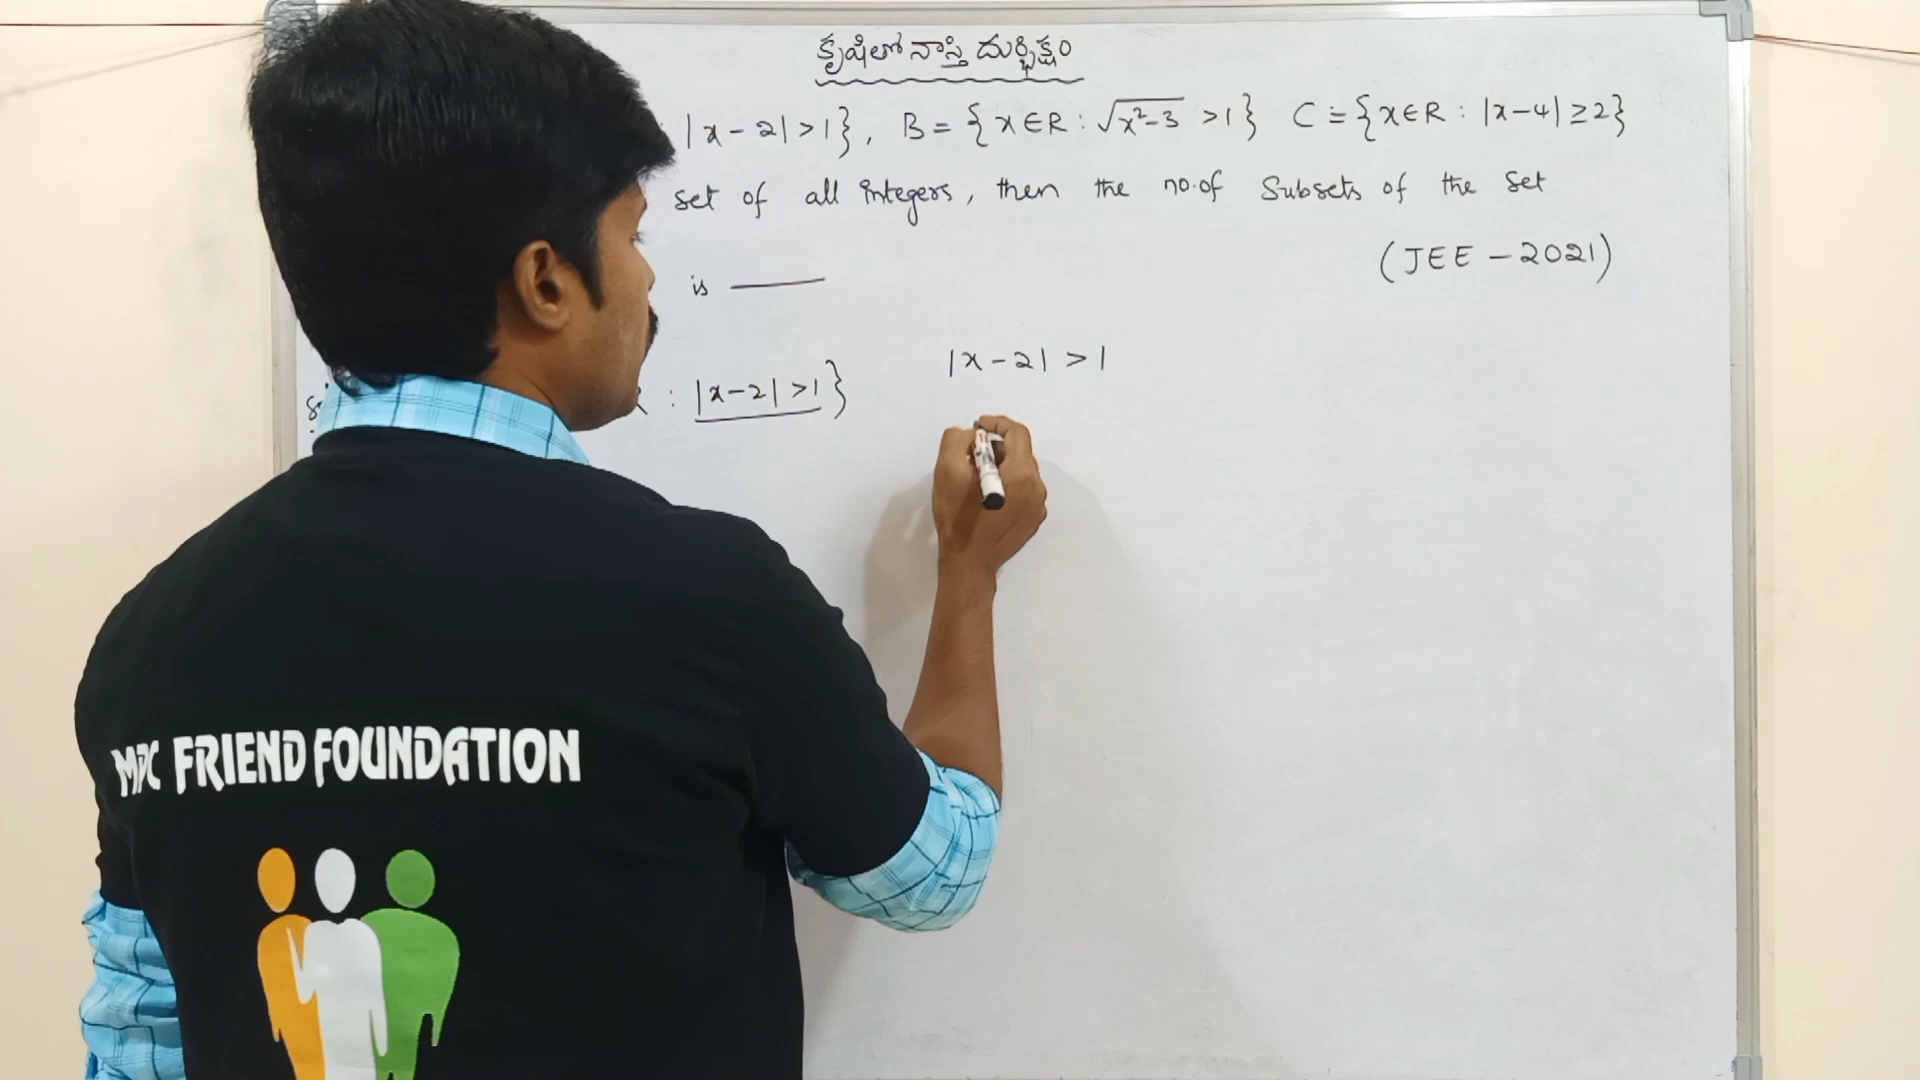 కృషితో నాస్తి దుర్భిక్షం
: |x-2|>1}, B = {x∈R : √x²-3 >1} C = {x∈R : |x-4| ≥2}
set of all integers, then the no.of Subsets of the Set
(JEE - 2021)
is ____
|x-2| >1
: |x-2| >1}
MPC FRIEND FOUNDATION